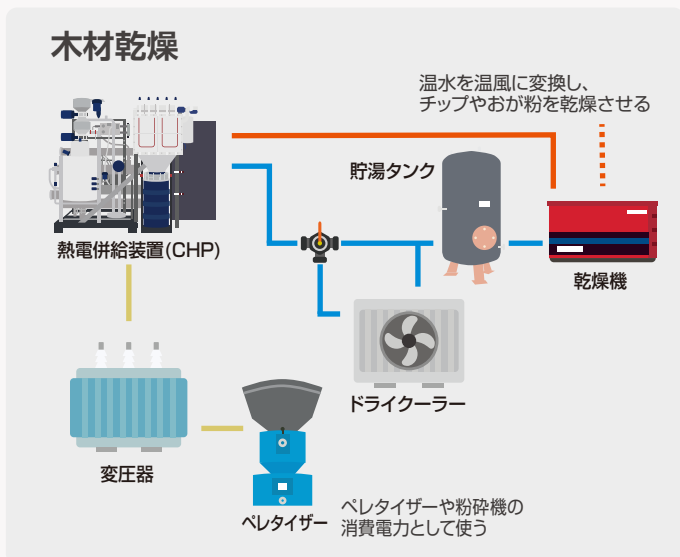 木材乾燥
温水を温風に変換し、
チップやおが粉を乾燥させる
貯湯タンク
熱電併給装置(CHP)
乾燥機
ドライクーラー
変圧器
ペレタイザー
ペレタイザーや粉砕機の
消費電力として使う